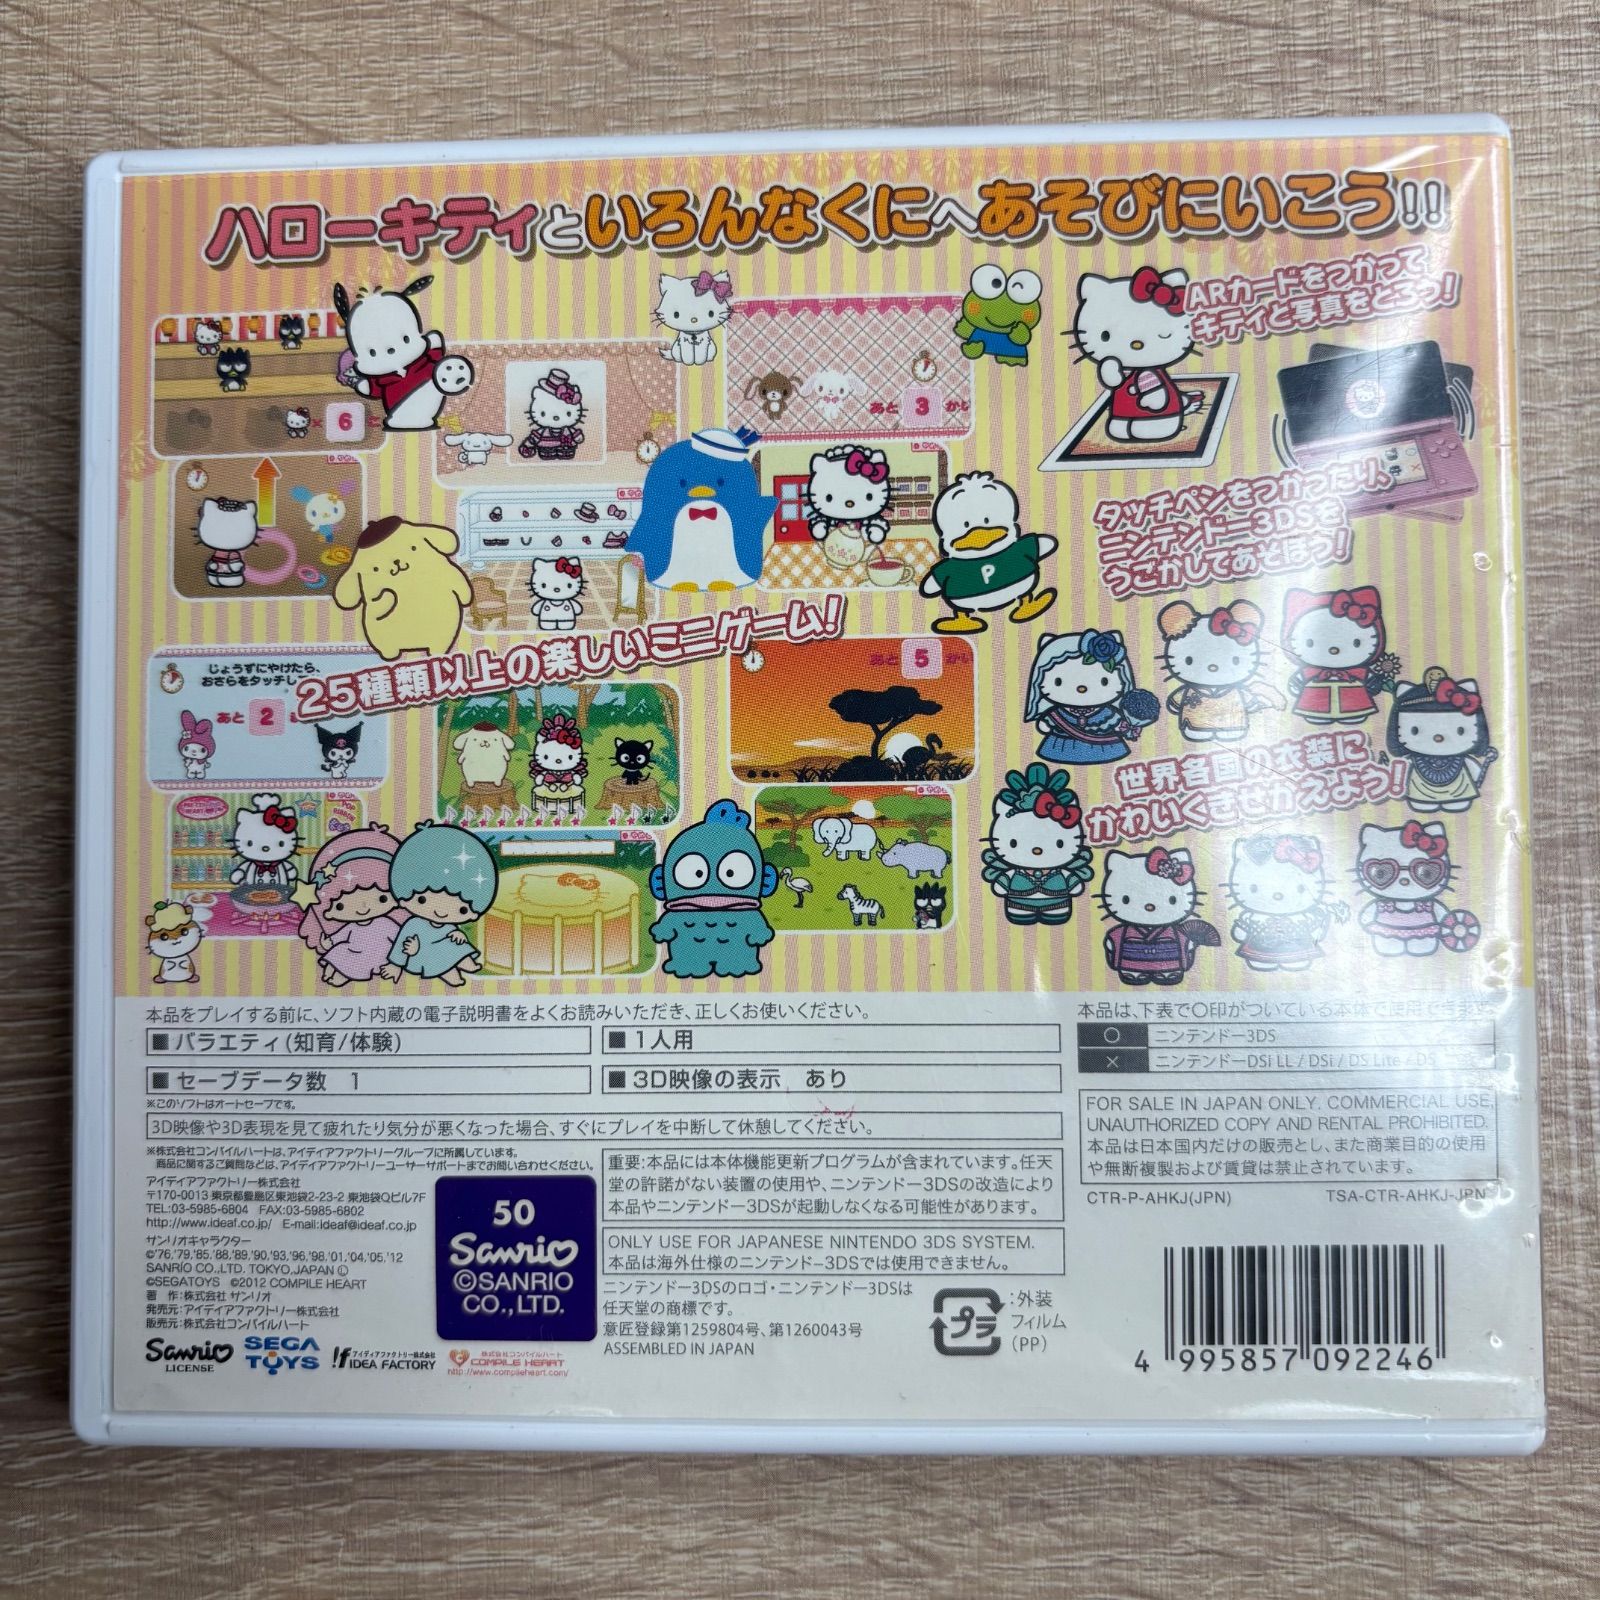 ハローキティといろんなくにへあそびにいこう!!
ARカードをつかって
キティと写真をとろう!
× 6
あと 3 かい
タッチペンをつかったり、
ニンテンドー3DSを
うごかしてあそぼう!
P
25種類以上の楽しいミニゲーム!
じょうずにやけたら、
おさらをタッチし
あと 2
あと 5 かい
世界各国の衣装に
かわいくきせかえよう!
本品をプレイする前に、ソフト内蔵の電子説明書をよくお読みいただき、正しくお使いください。
■バラエティ(知育/体験)
■1人用
■セーブデータ数 1
■3D映像の表示 あり
※このソフトはオートセーブです。
3D映像や3D表現を見て疲れたり気分が悪くなった場合、すぐにプレイを中断して休憩してください。
本品は、下表で○印がついている本体で使用できます。
○ ニンテンドー3DS
× ニンテンドーDSi LL / DSi / DS Lite / DS
FOR SALE IN JAPAN ONLY. COMMERCIAL USE,
UNAUTHORIZED COPY AND RENTAL PROHIBITED.
本品は日本国内だけの販売とし、また商業目的の使用
や無断複製および賃貸は禁止されています。
CTR-P-AHKJ(JPN)
TSA-CTR-AHKJ-JPN
※株式会社コンパイルハートは、アイディアファクトリーグループに所属しています。
商品に関するご質問などは、アイディアファクトリーユーザーサポートまでお問い合わせください。
アイディアファクトリー株式会社
〒170-0013 東京都豊島区東池袋2-23-2 東池袋Qビル7F
TEL:03-5985-6804 FAX:03-5985-6802
http://www.ideaf.co.jp/ E-mail:ideaf@ideaf.co.jp
サンリオキャラクター
©'76,'79,'85,'88,'89,'90,'93,'96,'98,'01,'04,'05,'12
SANRIO CO.,LTD. TOKYO,JAPAN Ⓛ
©SEGATOYS ©2012 COMPILE HEART
著 作:株式会社 サンリオ
発売元:アイディアファクトリー株式会社
販売元:株式会社コンパイルハート
Sanrio
LICENSE
SEGA
TOYS
アイディアファクトリー株式会社
IDEA FACTORY
株式会社コンパイルハート
COMPILE HEART
http://www.compileheart.com/
50
Sanrio
©SANRIO
CO.,LTD.
重要:本品には本体機能更新プログラムが含まれています。任天
堂の許諾がない装置の使用や、ニンテンドー3DSの改造により
本品やニンテンドー3DSが起動しなくなる可能性があります。
ONLY USE FOR JAPANESE NINTENDO 3DS SYSTEM.
本品は海外仕様のニンテンドー3DSでは使用できません。
ニンテンドー3DSのロゴ・ニンテンドー3DSは
任天堂の商標です。
意匠登録第1259804号、第1260043号
ASSEMBLED IN JAPAN
プラ
:外装
フィルム
(PP)
4 995857 092246